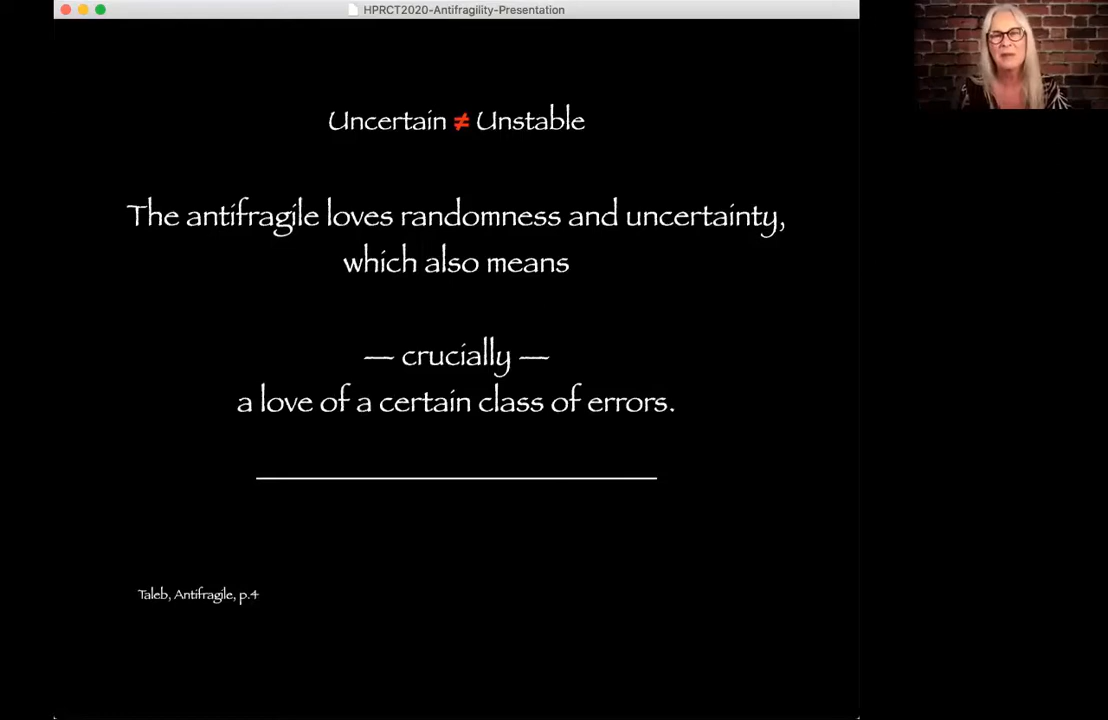 HPRCT2020-Antifragility-Presentation
Uncertain ≠ Unstable
The antifragile loves randomness and uncertainty,
which also means
— crucially —
a love of a certain class of errors.
Taleb, Antifragile, p.4